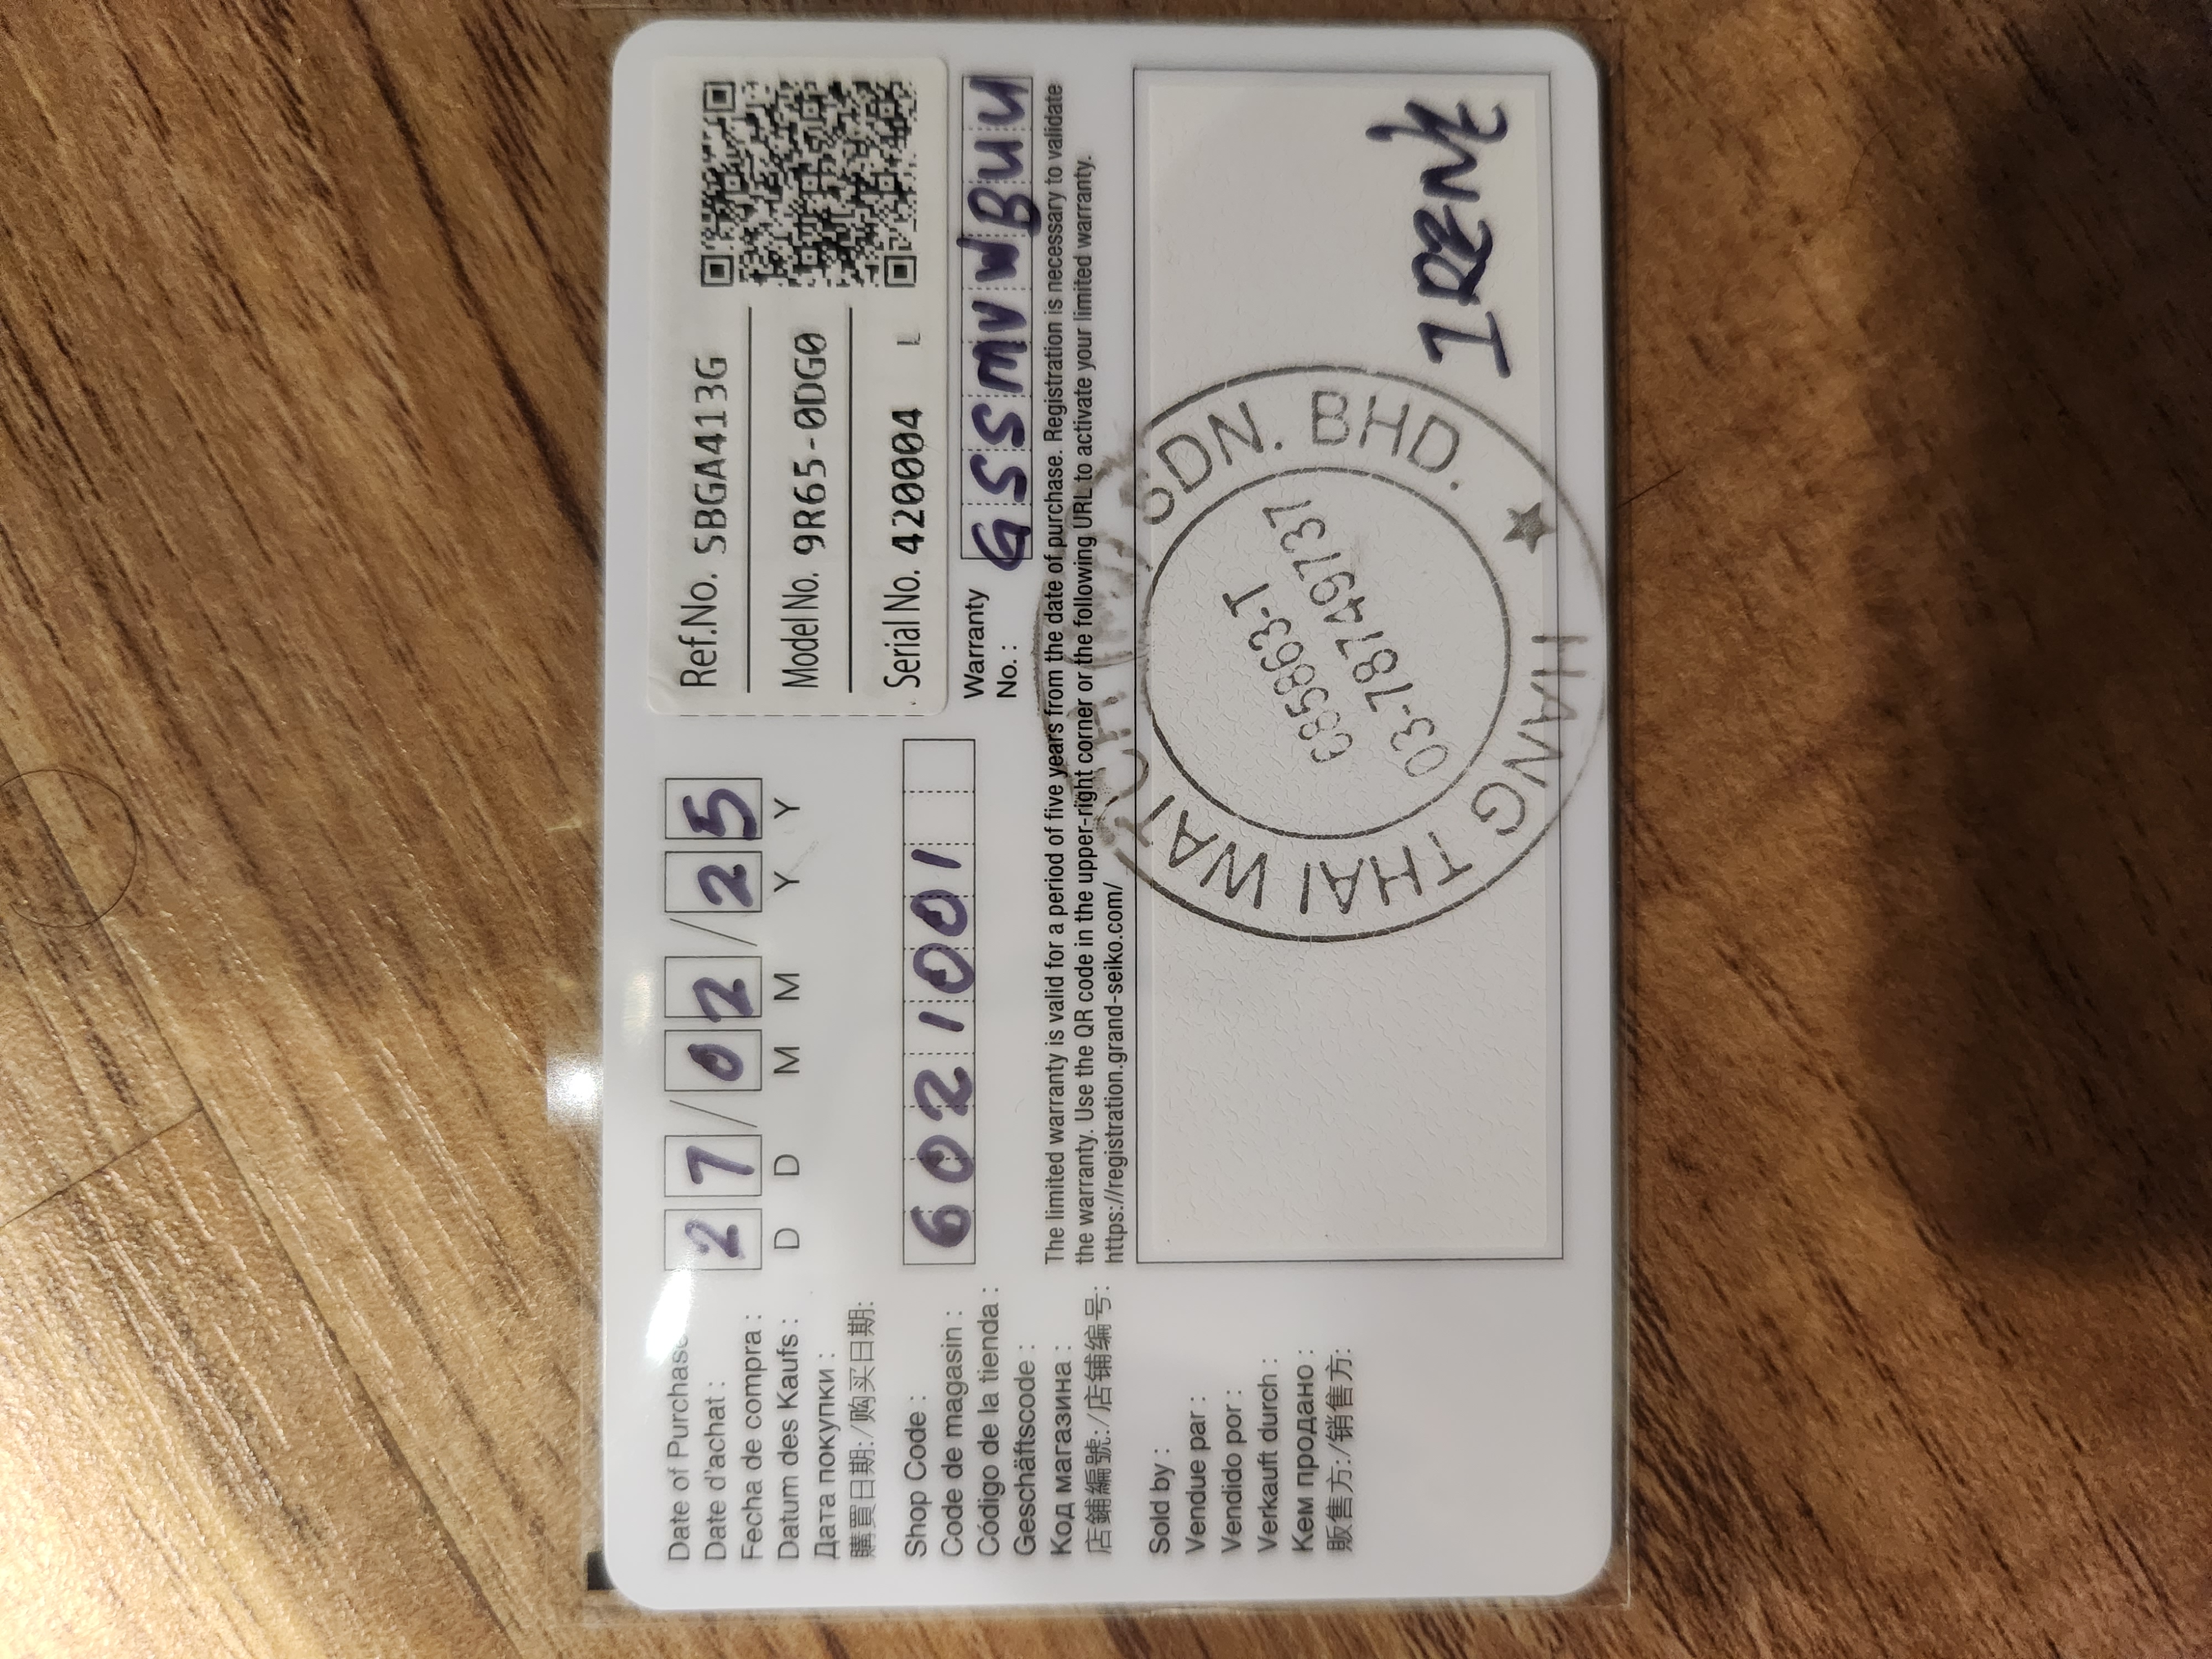 Date of Purchase
Date d'achat :
Fecha de compra :
Datum des Kaufs :
Дата покупки :
購買日期:/购买日期:
27/02/25
D D M M Y Y
Ref.No. SBGA413G
Model No. 9R65-0DG0
Serial No. 420004 L
Shop Code :
Code de magasin :
Código de la tienda :
Geschäftscode :
Код магазина :
店鋪編號:/店铺编号:
6021001
Warranty
No. :
GSSMVWBUU
The limited warranty is valid for a period of five years from the date of purchase. Registration is necessary to validate
the warranty. Use the QR code in the upper-right corner or the following URL to activate your limited warranty.
https://registration.grand-seiko.com/
Sold by :
Vendue par :
Vendido por :
Verkauft durch :
Кем продано :
販售方:/销售方:
HANG THAI WATCH SDN. BHD.
685863-T
03-78749737
IRENE